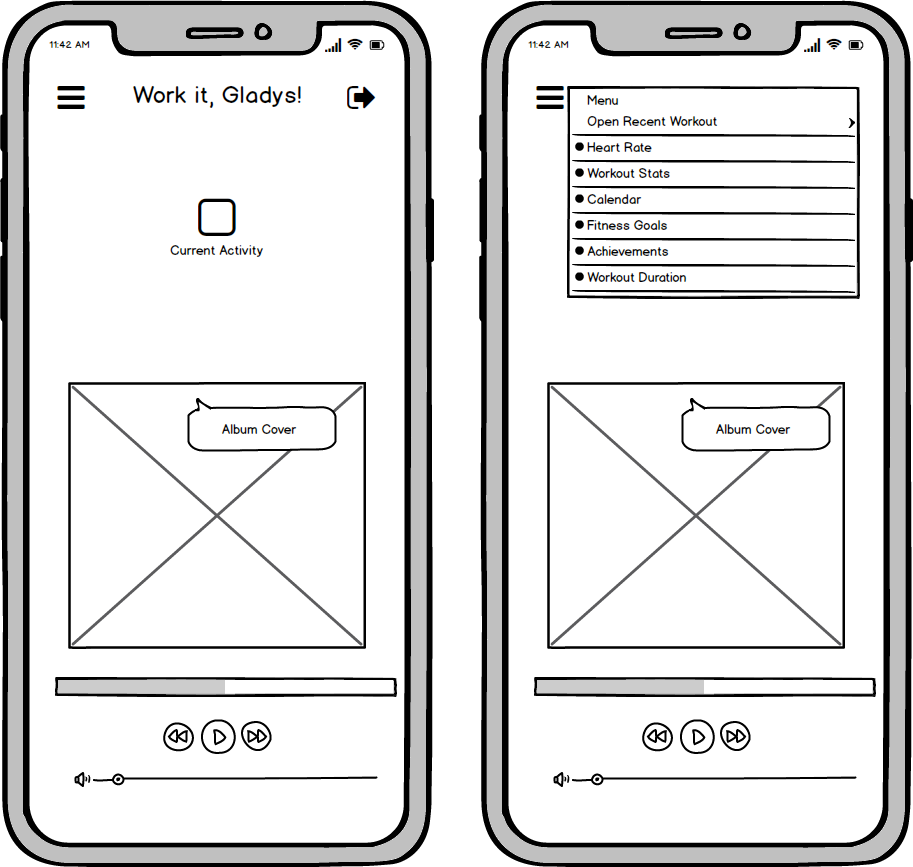 11:42 AM
Work it, Gladys!
Current Activity
Album Cover
11:42 AM
Menu
Open Recent Workout
Heart Rate
Workout Stats
Calendar
Fitness Goals
Achievements
Workout Duration
Album Cover